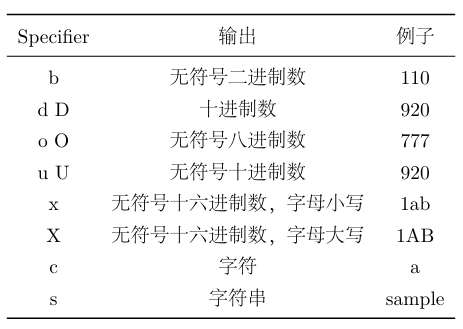 Specifier 输出 例子
b 无符号二进制数 110
d D 十进制数 920
o O 无符号八进制数 777
u U 无符号十进制数 920
x 无符号十六进制数，字母小写 1ab
X 无符号十六进制数，字母大写 1AB
c 字符 a
s 字符串 sample